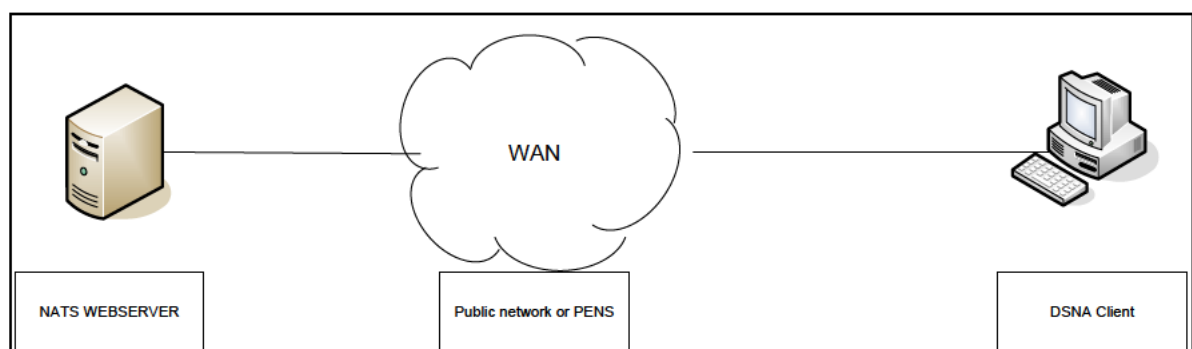 WAN
NATS WEBSERVER
Public network or PENS
DSNA Client